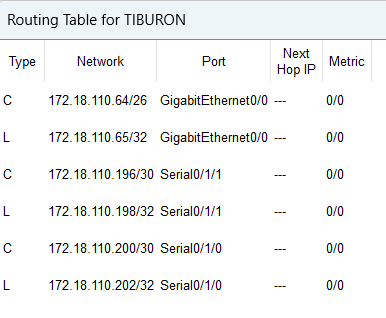 Routing Table for TIBURON
Type Network Port Next Hop IP Metric
C 172.18.110.64/26 GigabitEthernet0/0 --- 0/0
L 172.18.110.65/32 GigabitEthernet0/0 --- 0/0
C 172.18.110.196/30 Serial0/1/1 --- 0/0
L 172.18.110.198/32 Serial0/1/1 --- 0/0
C 172.18.110.200/30 Serial0/1/0 --- 0/0
L 172.18.110.202/32 Serial0/1/0 --- 0/0